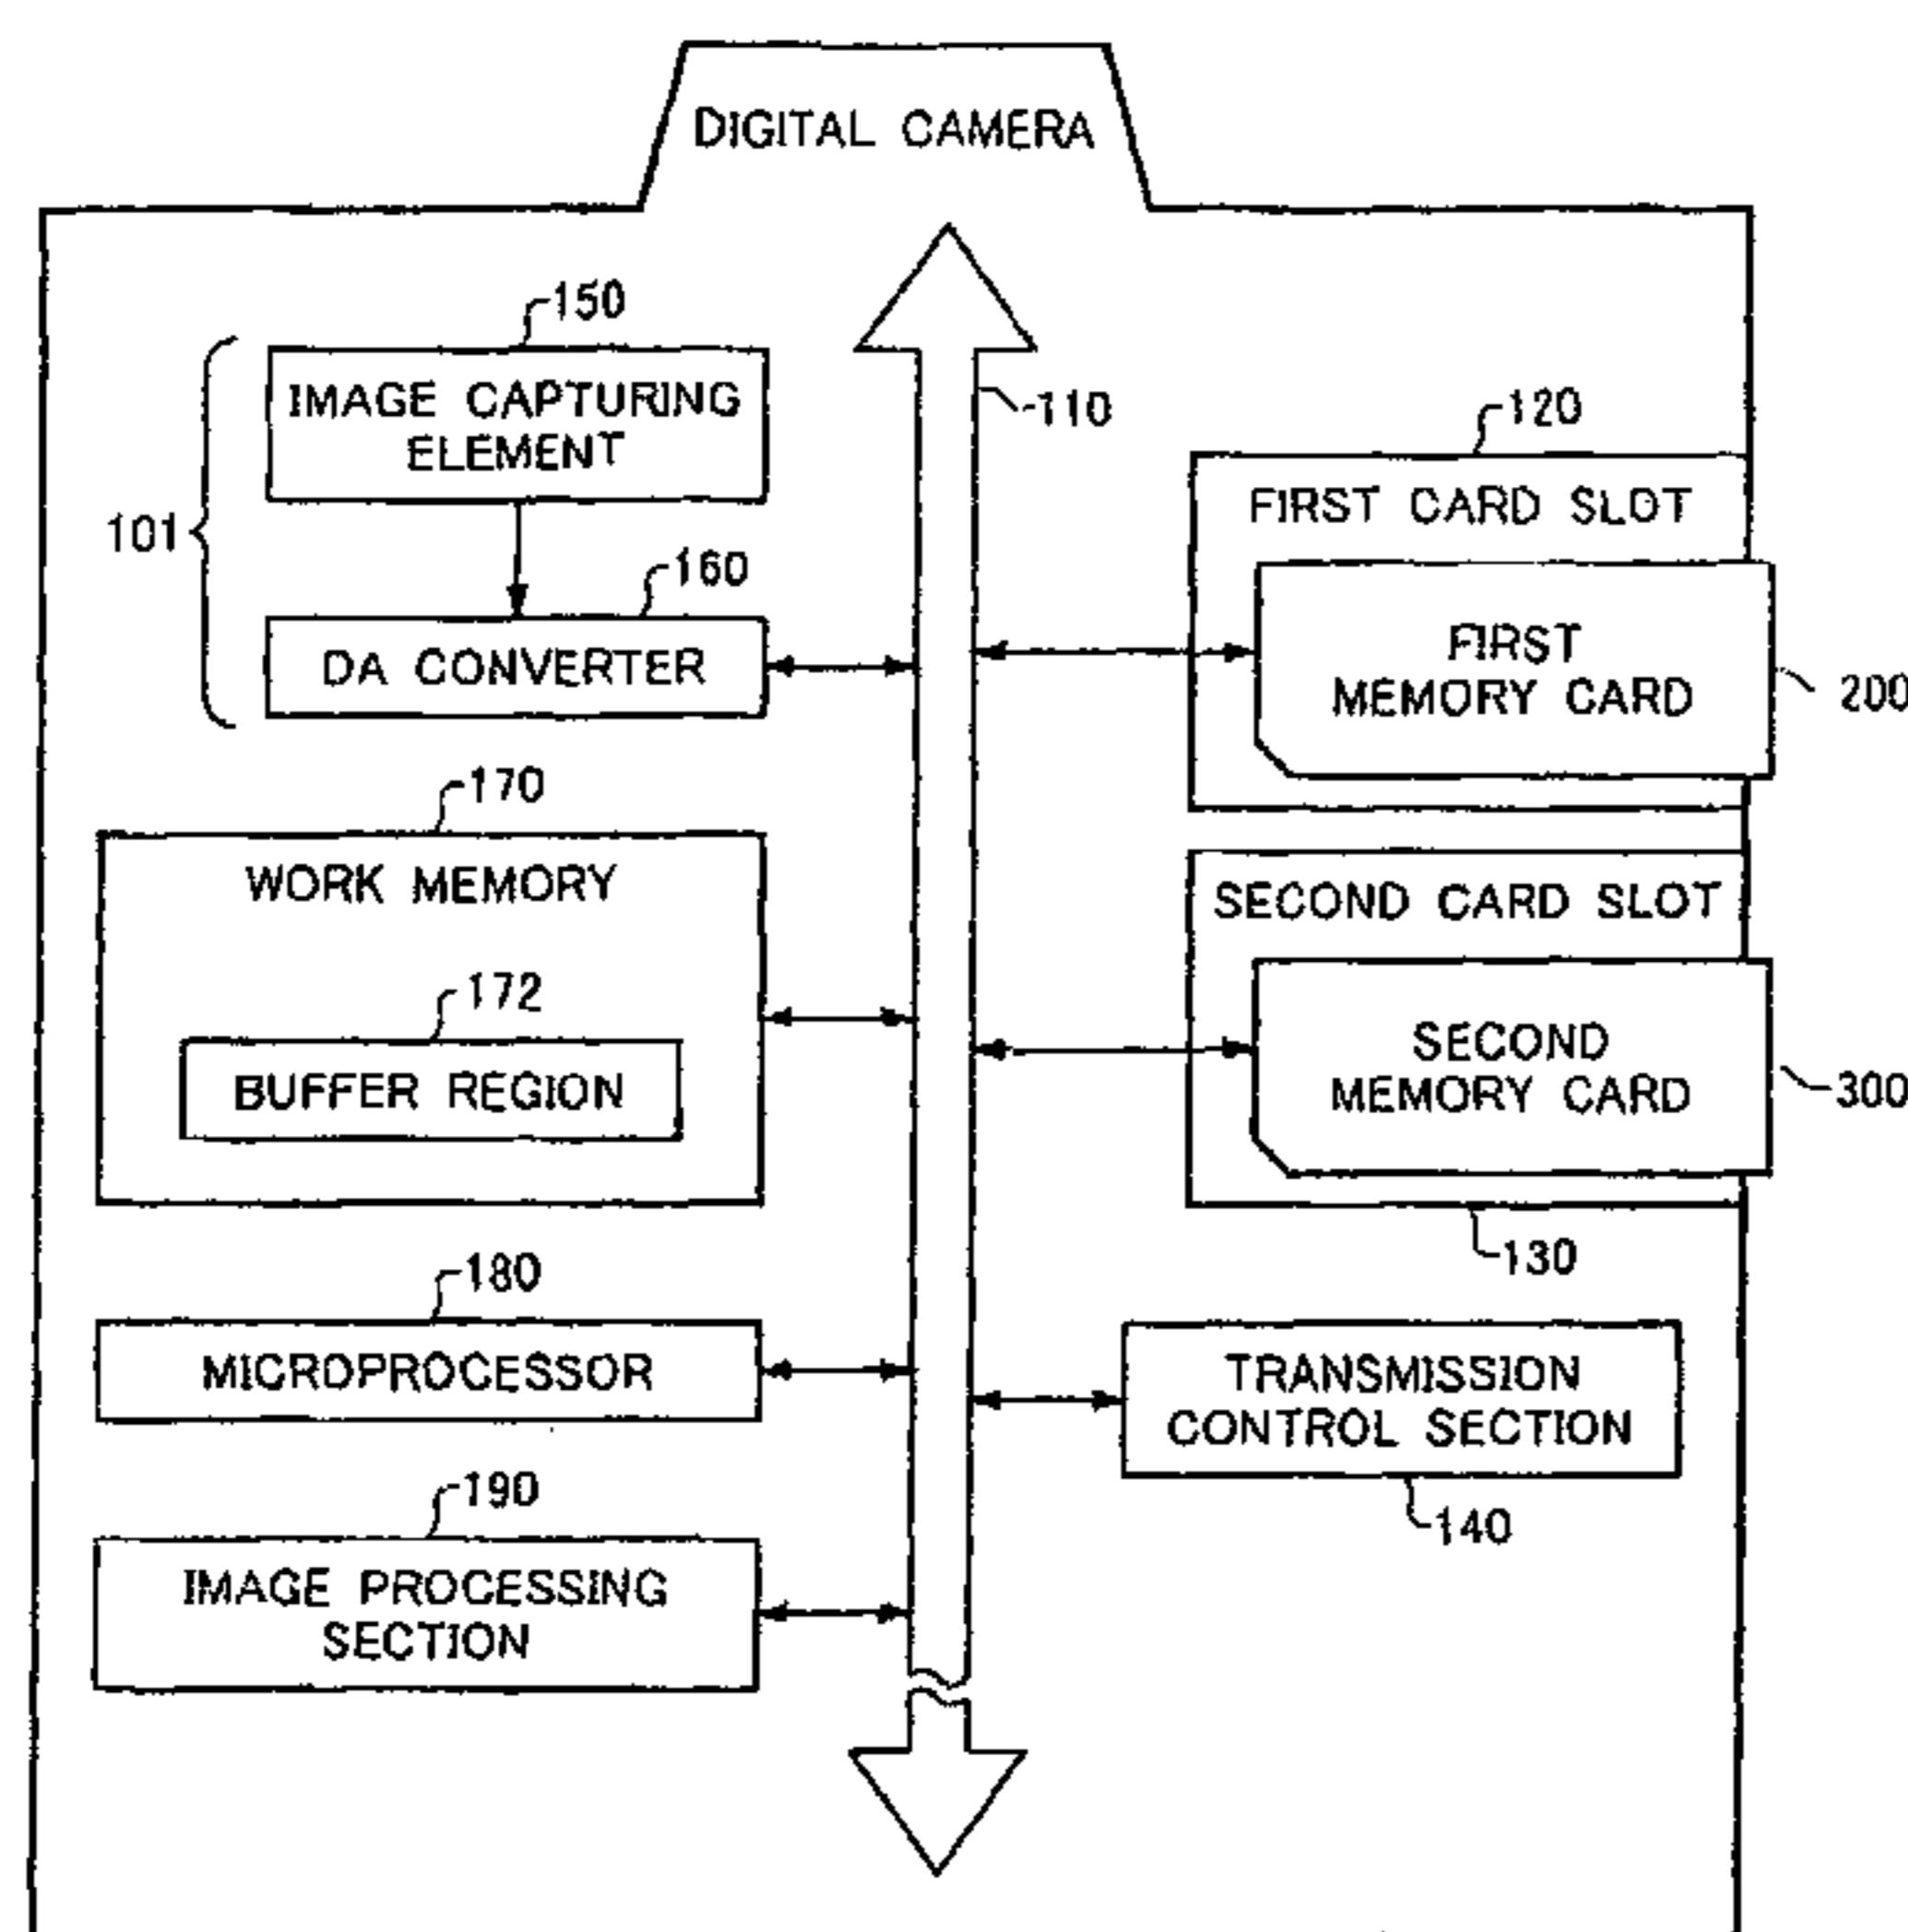 DIGITAL CAMERA
150
IMAGE CAPTURING
ELEMENT
101
160
DA CONVERTER
110
120
FIRST CARD SLOT
FIRST
MEMORY CARD
200
170
WORK MEMORY
172
BUFFER REGION
SECOND CARD SLOT
SECOND
MEMORY CARD
300
130
180
MICROPROCESSOR
TRANSMISSION
CONTROL SECTION
140
190
IMAGE PROCESSING
SECTION